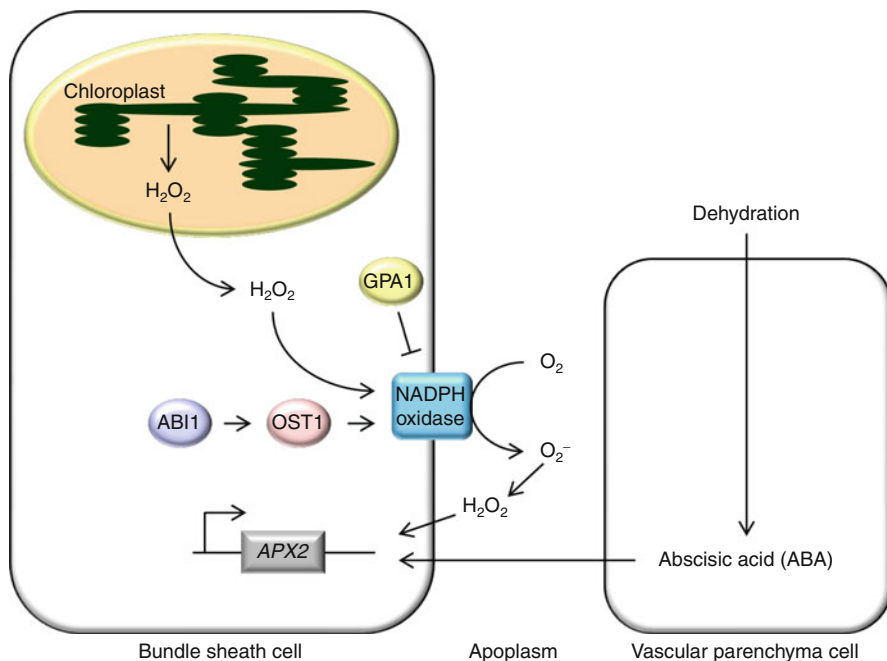 Chloroplast
H₂O₂
Dehydration
H₂O₂
GPA1
O₂
NADPH
oxidase
ABI1
OST1
O₂⁻
H₂O₂
APX2
Abscisic acid (ABA)
Bundle sheath cell
Apoplasm
Vascular parenchyma cell